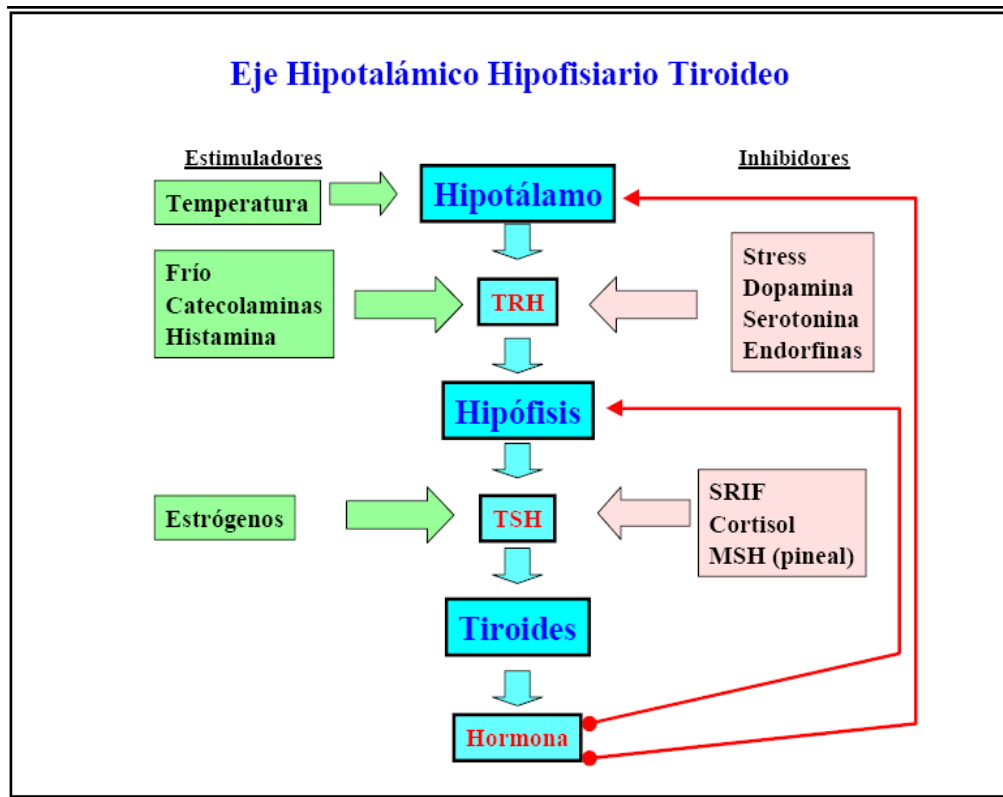 Eje Hipotalámico Hipofisiario Tiroideo
Estimuladores
Inhibidores
Temperatura
Hipotálamo
Frío
Catecolaminas
Histamina
TRH
Stress
Dopamina
Serotonina
Endorfinas
Hipófisis
Estrógenos
TSH
SRIF
Cortisol
MSH (pineal)
Tiroides
Hormona